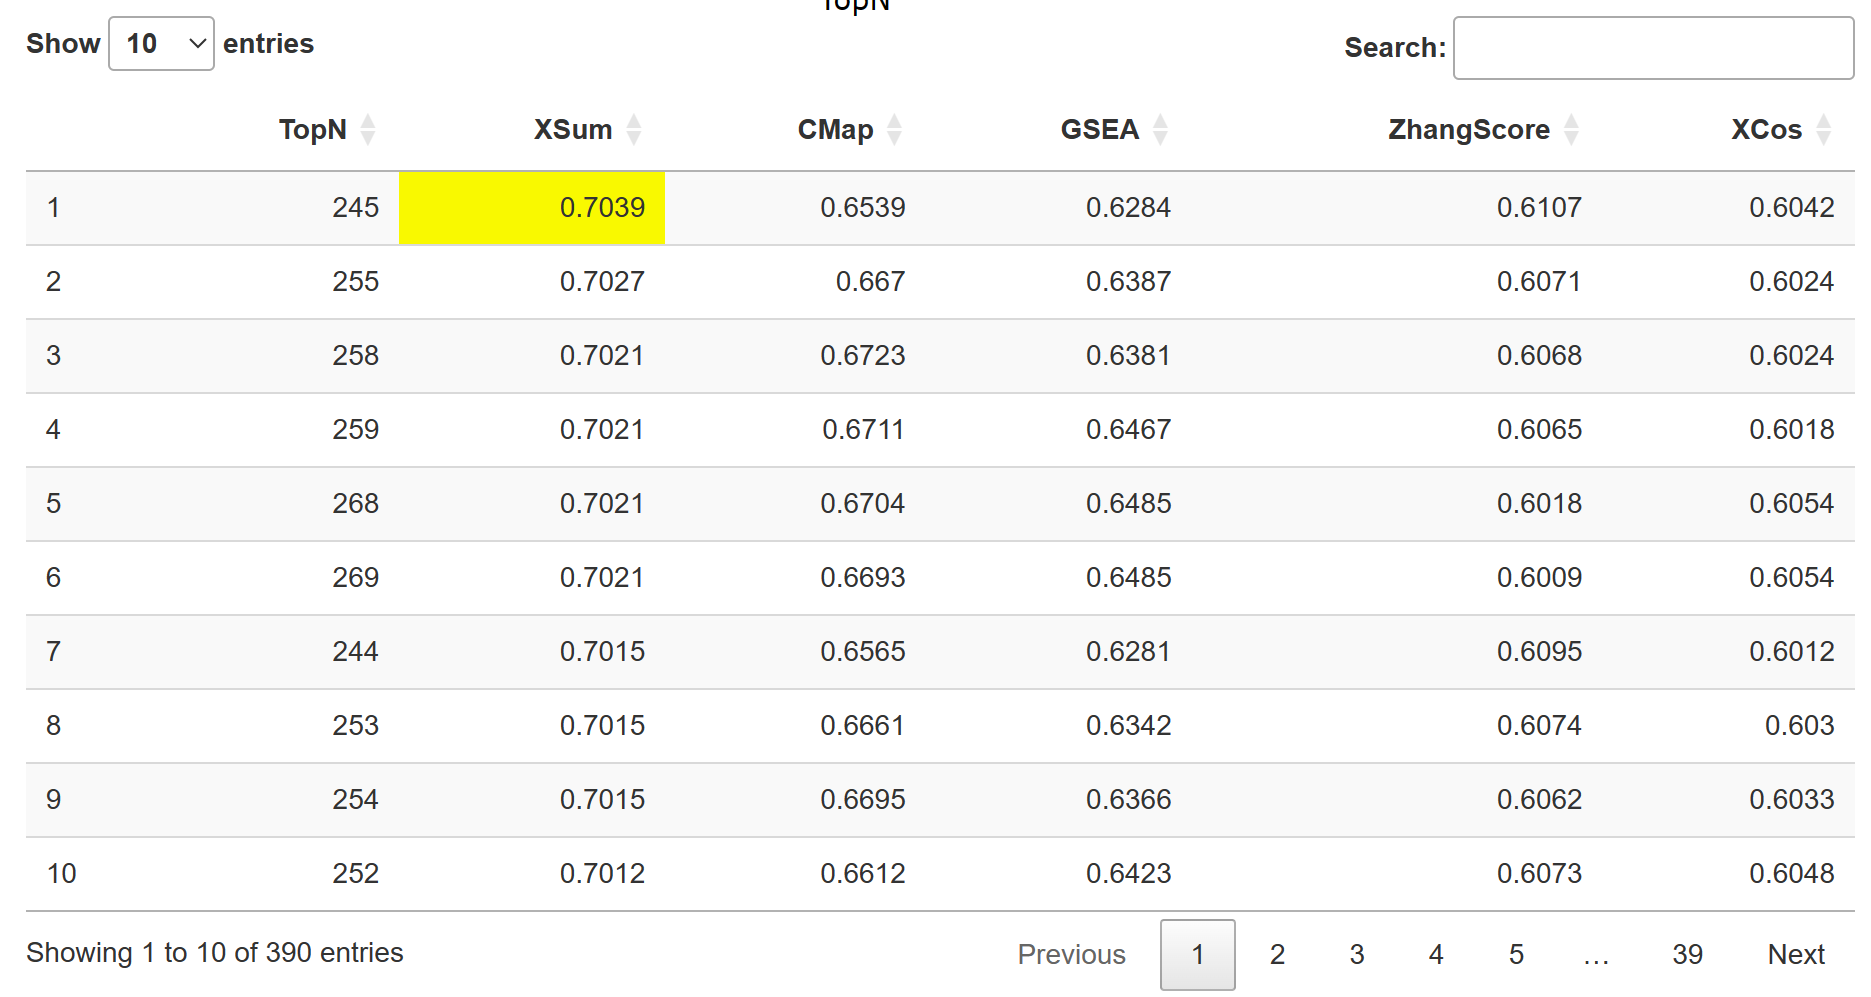 TopN
Show 10 entries
Search:
TopN XSum CMap GSEA ZhangScore XCos
1 245 0.7039 0.6539 0.6284 0.6107 0.6042
2 255 0.7027 0.667 0.6387 0.6071 0.6024
3 258 0.7021 0.6723 0.6381 0.6068 0.6024
4 259 0.7021 0.6711 0.6467 0.6065 0.6018
5 268 0.7021 0.6704 0.6485 0.6018 0.6054
6 269 0.7021 0.6693 0.6485 0.6009 0.6054
7 244 0.7015 0.6565 0.6281 0.6095 0.6012
8 253 0.7015 0.6661 0.6342 0.6074 0.603
9 254 0.7015 0.6695 0.6366 0.6062 0.6033
10 252 0.7012 0.6612 0.6423 0.6073 0.6048
Showing 1 to 10 of 390 entries
Previous 1 2 3 4 5 … 39 Next